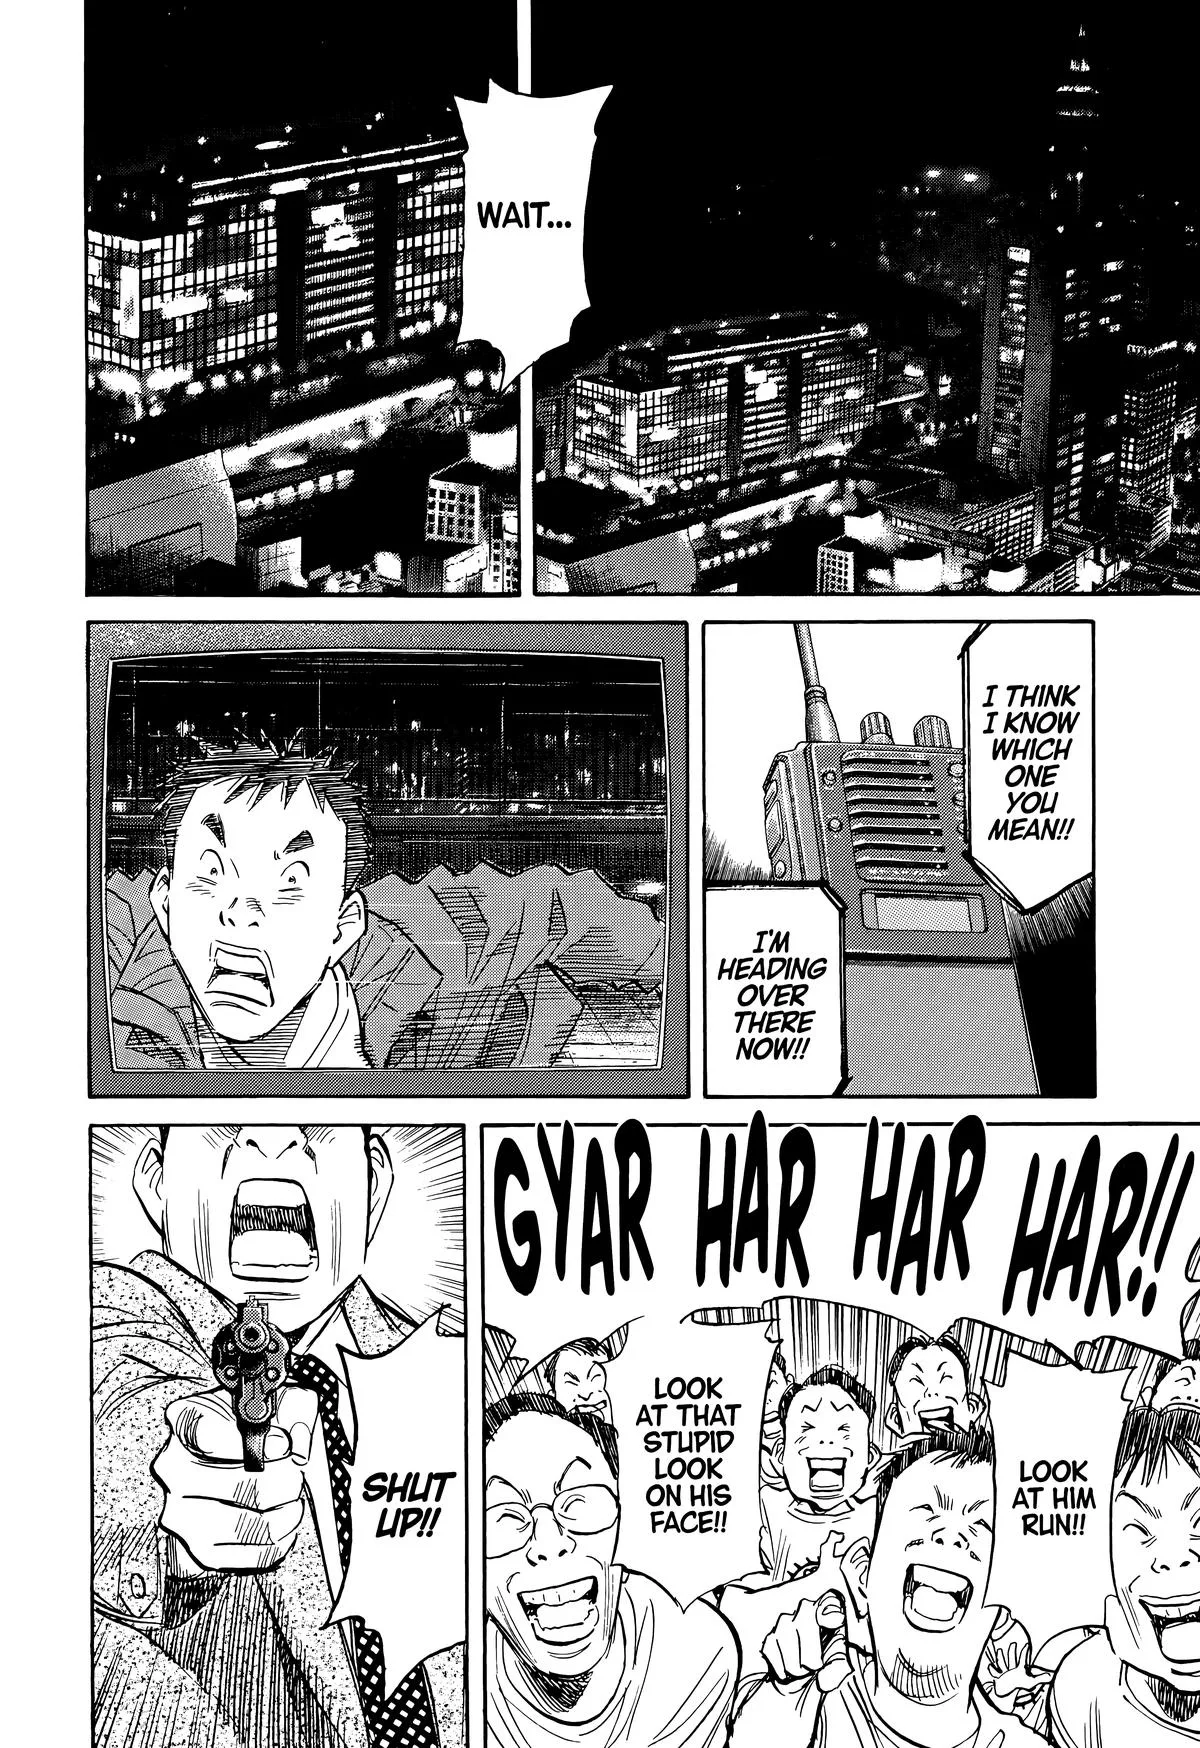 WAIT...
I THINK
I KNOW
WHICH
ONE
YOU
MEAN!!
I'M
HEADING
OVER
THERE
NOW!!
GYAR HAR HAR HAR!!
LOOK
AT HIM
RUN!!
LOOK
AT THAT
STUPID
LOOK
ON HIS
FACE!!
SHUT
UP!!